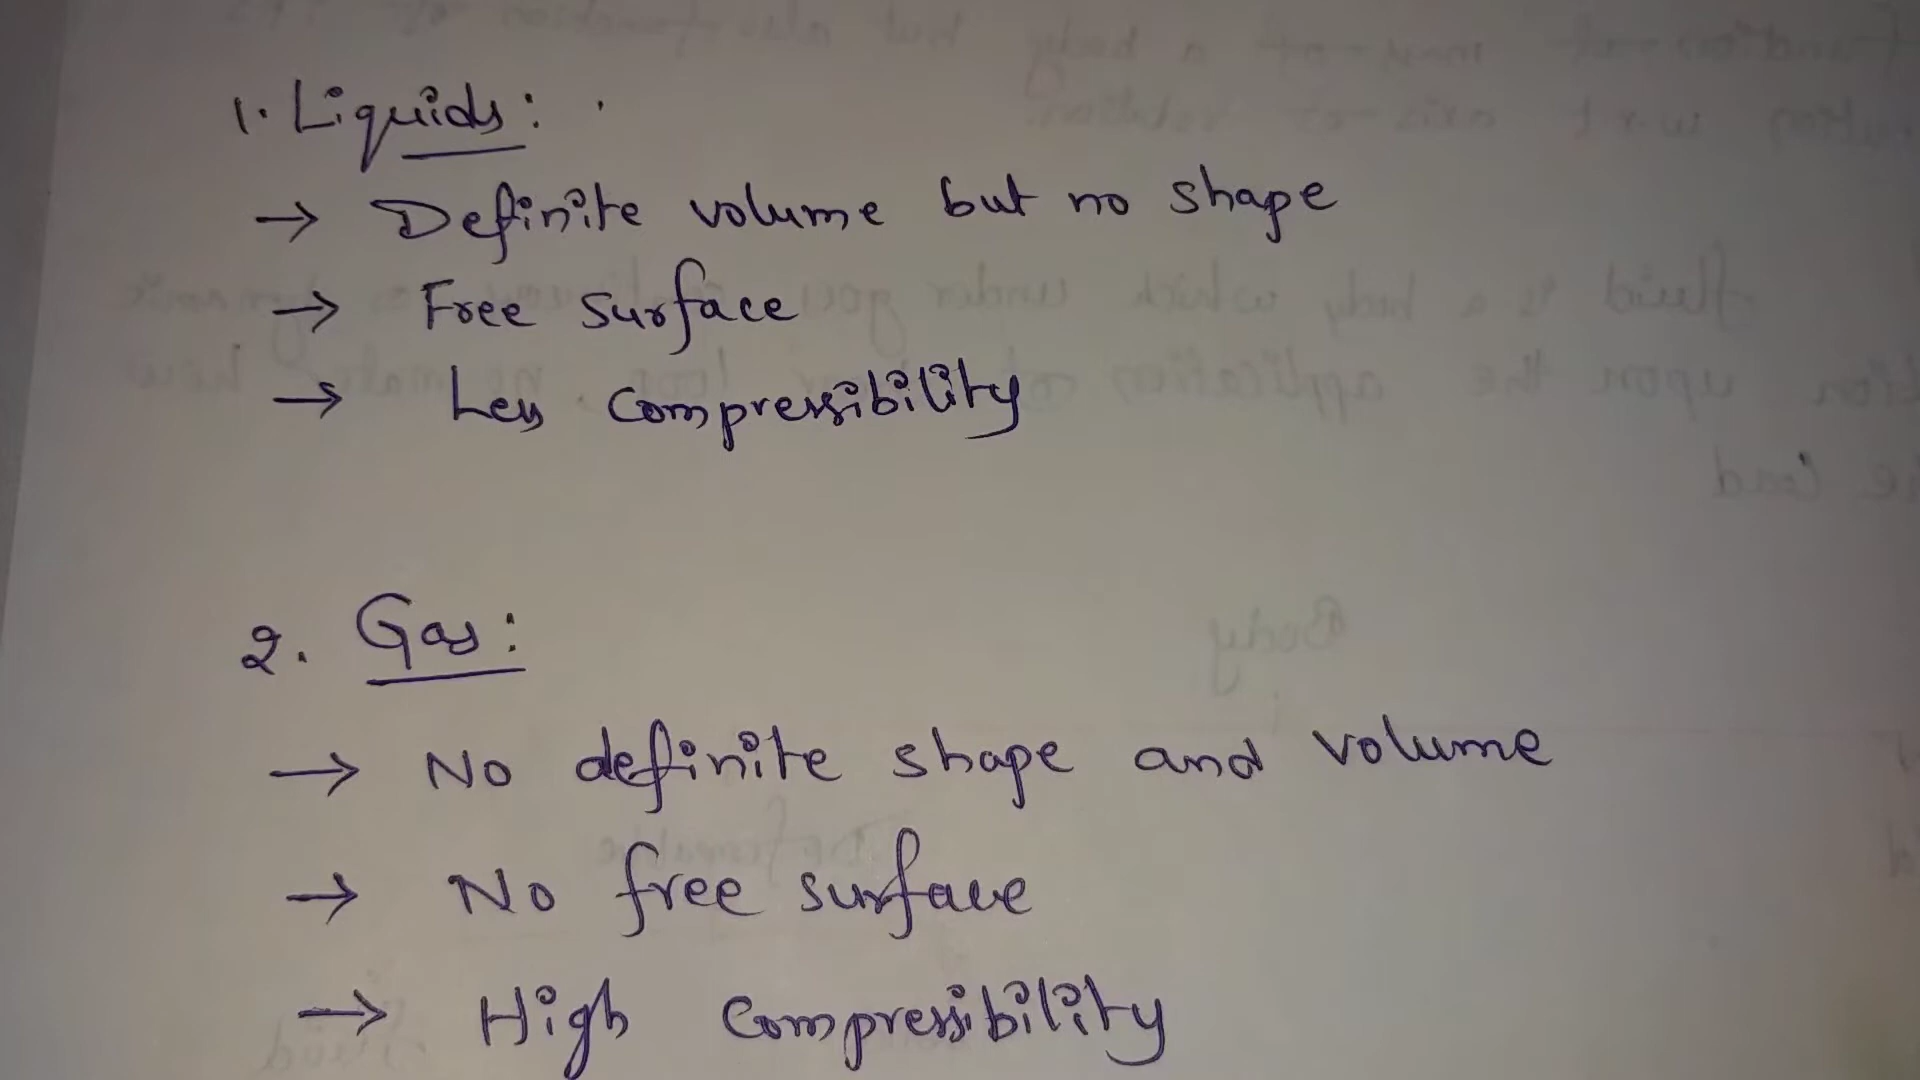 1. Liquids:
→ Definite volume but no shape
→ Free surface
→ Less compressibility
2. Gas:
→ No definite shape and volume
→ No free surface
→ High compressibility